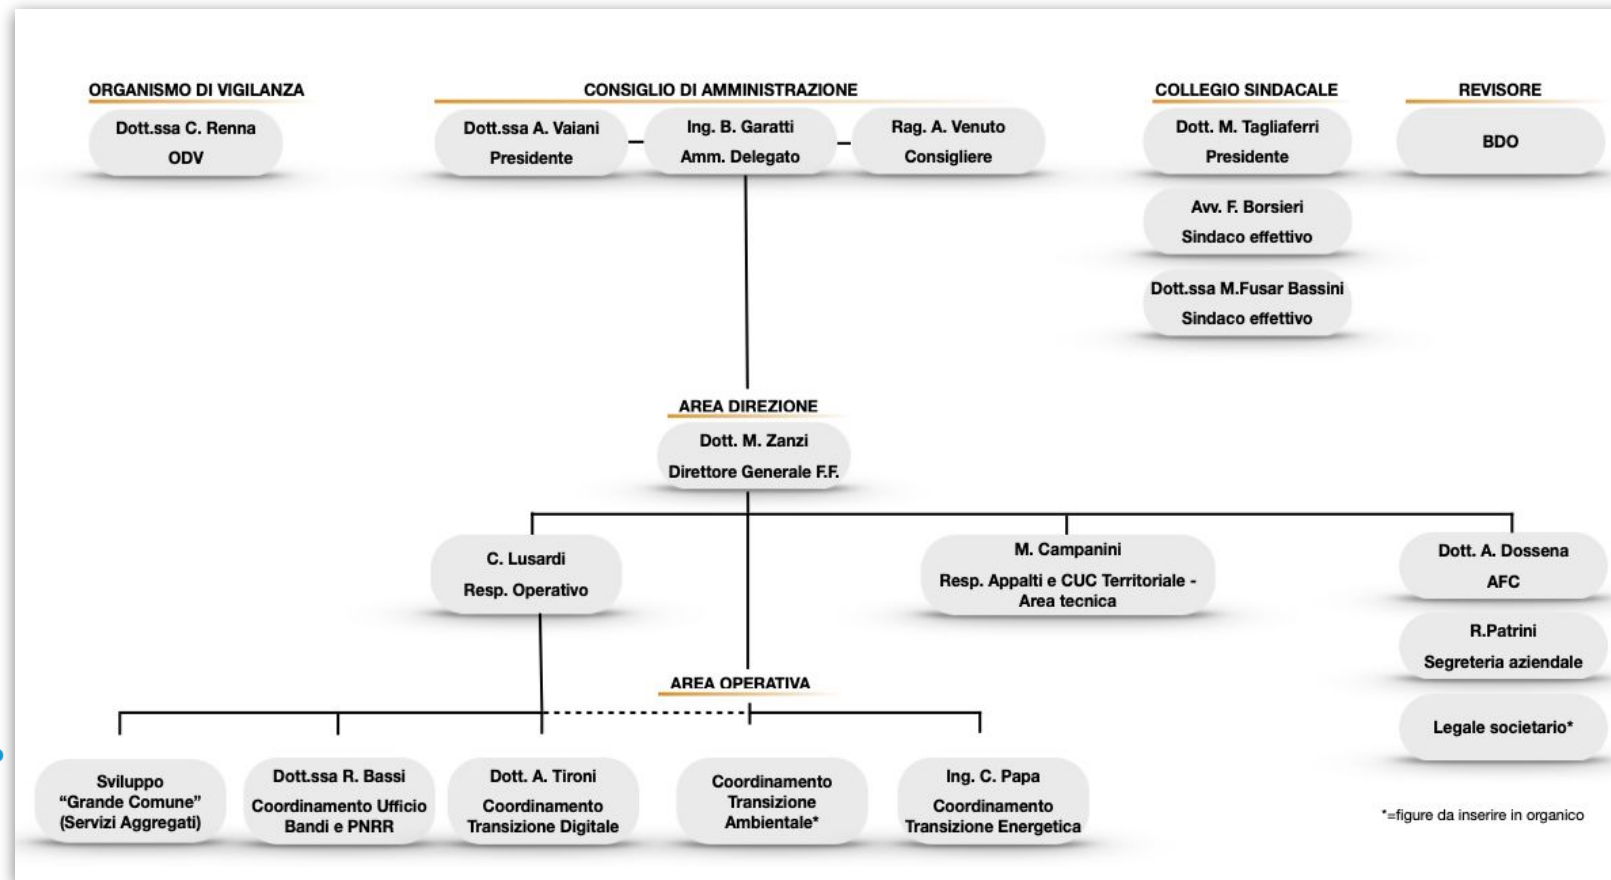 ORGANISMO DI VIGILANZA
Dott.ssa C. Renna
ODV
CONSIGLIO DI AMMINISTRAZIONE
Dott.ssa A. Vaiani
Presidente
Ing. B. Garatti
Amm. Delegato
Rag. A. Venuto
Consigliere
COLLEGIO SINDACALE
Dott. M. Tagliaferri
Presidente
Avv. F. Borsieri
Sindaco effettivo
Dott.ssa M.Fusar Bassini
Sindaco effettivo
REVISORE
BDO
AREA DIREZIONE
Dott. M. Zanzi
Direttore Generale F.F.
C. Lusardi
Resp. Operativo
M. Campanini
Resp. Appalti e CUC Territoriale -
Area tecnica
Dott. A. Dossena
AFC
R.Patrini
Segreteria aziendale
Legale societario*
AREA OPERATIVA
Sviluppo
“Grande Comune”
(Servizi Aggregati)
Dott.ssa R. Bassi
Coordinamento Ufficio
Bandi e PNRR
Dott. A. Tironi
Coordinamento
Transizione Digitale
Coordinamento
Transizione
Ambientale*
Ing. C. Papa
Coordinamento
Transizione Energetica
*=figure da inserire in organico